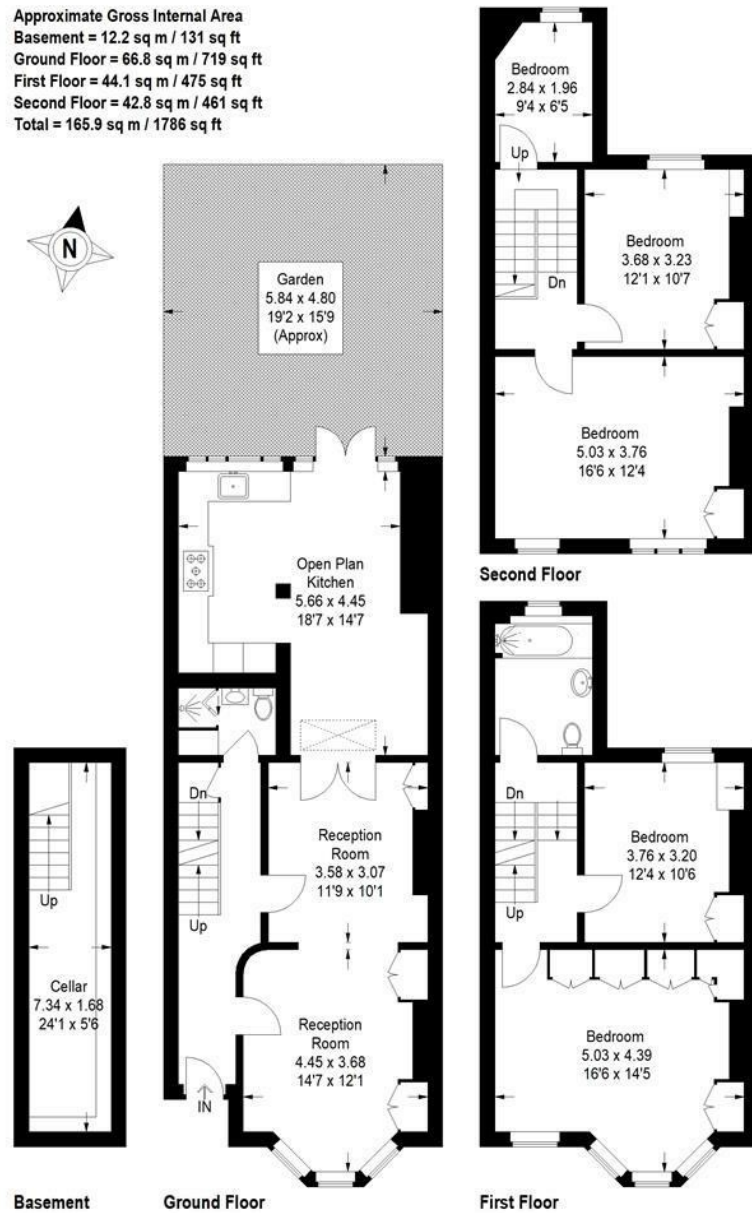 Approximate Gross Internal Area
Basement = 12.2 sq m / 131 sq ft
Ground Floor = 66.8 sq m / 719 sq ft
First Floor = 44.1 sq m / 475 sq ft
Second Floor = 42.8 sq m / 461 sq ft
Total = 165.9 sq m / 1786 sq ft
N
Garden
5.84 x 4.80
19'2 x 15'9
(Approx)
Open Plan
Kitchen
5.66 x 4.45
18'7 x 14'7
Dn
Up
Reception
Room
3.58 x 3.07
11'9 x 10'1
Reception
Room
4.45 x 3.68
14'7 x 12'1
IN
Ground Floor
Up
Cellar
7.34 x 1.68
24'1 x 5'6
Basement
Bedroom
2.84 x 1.96
9'4 x 6'5
Up
Dn
Bedroom
3.68 x 3.23
12'1 x 10'7
Bedroom
5.03 x 3.76
16'6 x 12'4
Second Floor
Dn
Up
Bedroom
3.76 x 3.20
12'4 x 10'6
Bedroom
5.03 x 4.39
16'6 x 14'5
First Floor